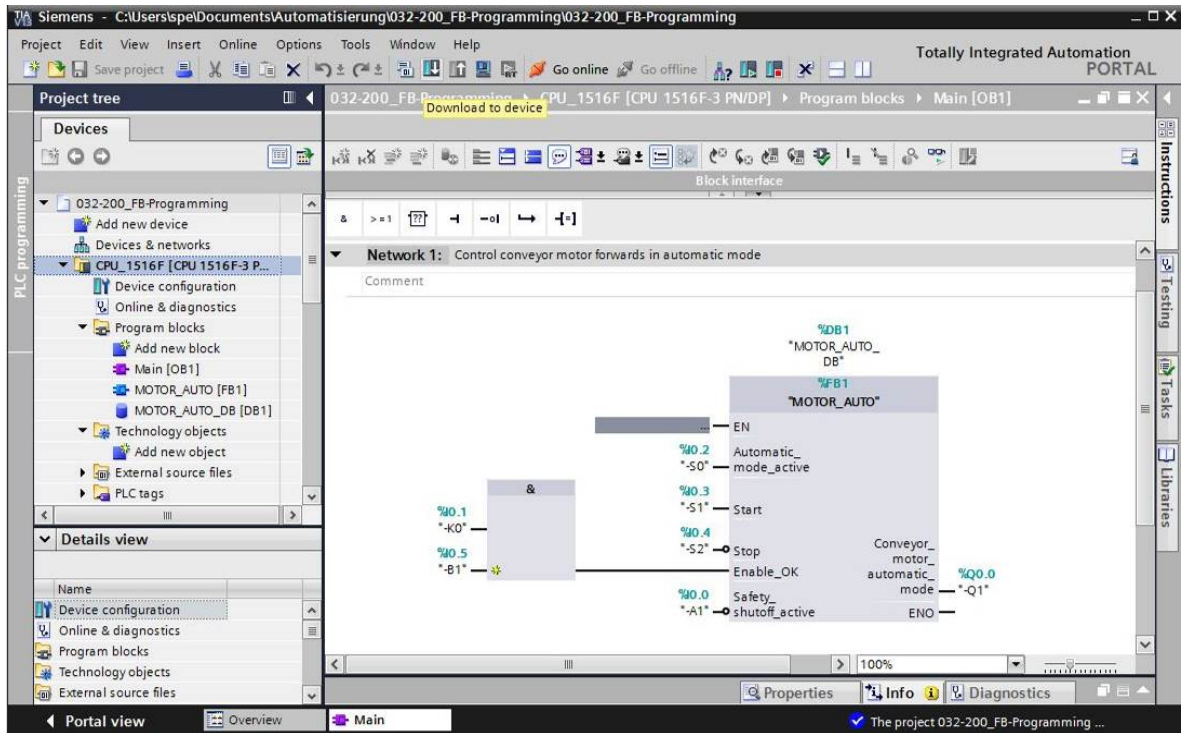 Siemens - C:\Users\spe\Documents\Automatisierung\032-200_FB-Programming\032-200_FB-Programming
Project Edit View Insert Online Options Tools Window Help
Totally Integrated Automation
PORTAL
Save project Go online Go offline
Project tree
032-200_FB-Programming CPU_1516F [CPU 1516F-3 PN/DP] Program blocks Main [OB1]
Download to device
Devices
Block interface
PLC programming
032-200_FB-Programming
Add new device
Devices & networks
CPU_1516F [CPU 1516F-3 P...
Device configuration
Online & diagnostics
Program blocks
Add new block
Main [OB1]
MOTOR_AUTO [FB1]
MOTOR_AUTO_DB [DB1]
Technology objects
Add new object
External source files
PLC tags
Details view
Name
Device configuration
Online & diagnostics
Program blocks
Technology objects
External source files
& >=1 ?? -o| [=]
Network 1: Control conveyor motor forwards in automatic mode
Comment
%DB1
"MOTOR_AUTO_
DB"
%FB1
"MOTOR_AUTO"
... EN
%I0.2
"-S0"
Automatic_
mode_active
%I0.3
"-S1" Start
%I0.4
"-S2" Stop
&
%I0.1
"-K0"
%I0.5
"-B1"
Enable_OK
%I0.0
"-A1"
Safety_
shutoff_active
Conveyor_
motor_
automatic_
mode
%Q0.0
"-Q1"
ENO
100%
Properties Info Diagnostics
Instructions
Testing
Tasks
Libraries
Portal view Overview Main The project 032-200_FB-Programming ...